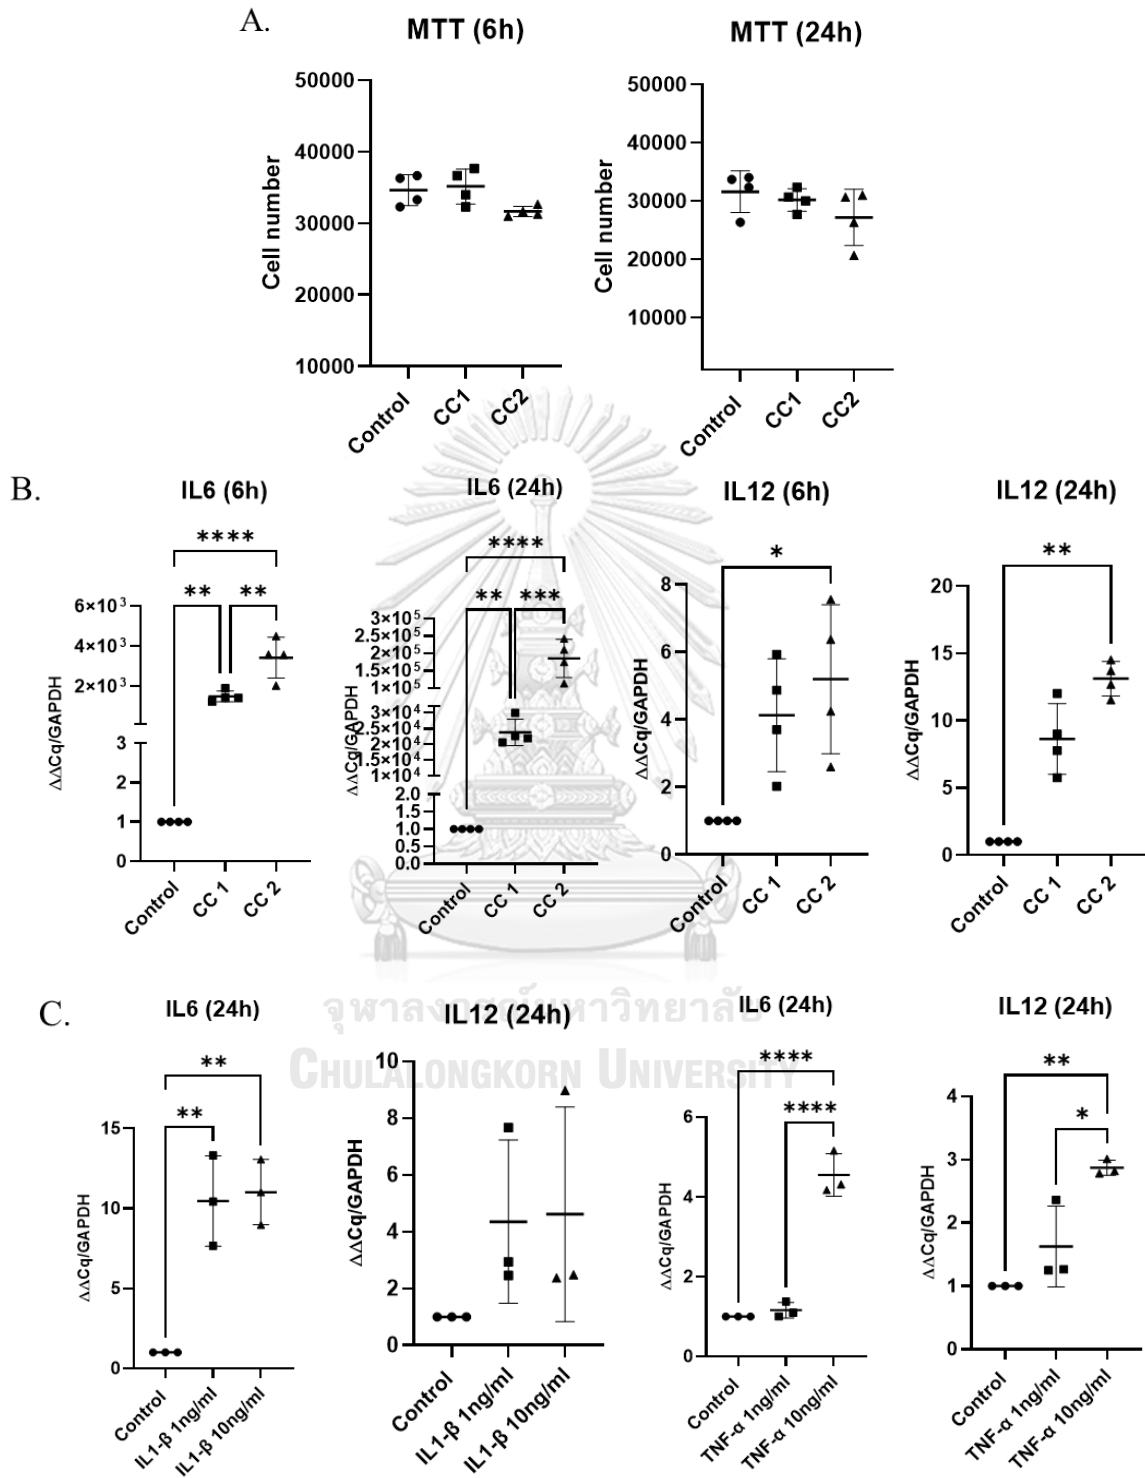 A.
MTT (6h)
MTT (24h)
50000
40000
30000
20000
10000
Cell number
Control
CC1
CC2
50000
40000
30000
20000
10000
Cell number
Control
CC1
CC2
B.
IL6 (6h)
IL6 (24h)
IL12 (6h)
IL12 (24h)
****
** **
6×10³
4×10³
2×10³
3
2
1
0
ΔΔCq/GAPDH
Control
CC 1
CC 2
****
** ***
3×10⁵
2.5×10⁵
2×10⁵
1.5×10⁵
1×10⁵
3×10⁴
2.5×10⁴
2×10⁴
1.5×10⁴
1×10⁴
2.0
1.5
1.0
0.5
0.0
ΔΔCq/GAPDH
Control
CC 1
CC 2
*
8
6
4
2
0
ΔΔCq/GAPDH
Control
CC 1
CC 2
**
20
15
10
5
0
ΔΔCq/GAPDH
Control
CC 1
CC 2
จุฬาลงกรณ์มหาวิทยาลัย
CHULALONGKORN UNIVERSITY
C.
IL6 (24h)
IL12 (24h)
IL6 (24h)
IL12 (24h)
**
**
15
10
5
0
ΔΔCq/GAPDH
Control
IL1-β 1ng/ml
IL1-β 10ng/ml
10
8
6
4
2
0
ΔΔCq/GAPDH
Control
IL1-β 1ng/ml
IL1-β 10ng/ml
****
****
6
4
2
0
ΔΔCq/GAPDH
Control
TNF-α 1ng/ml
TNF-α 10ng/ml
**
*
4
3
2
1
0
ΔΔCq/GAPDH
Control
TNF-α 1ng/ml
TNF-α 10ng/ml